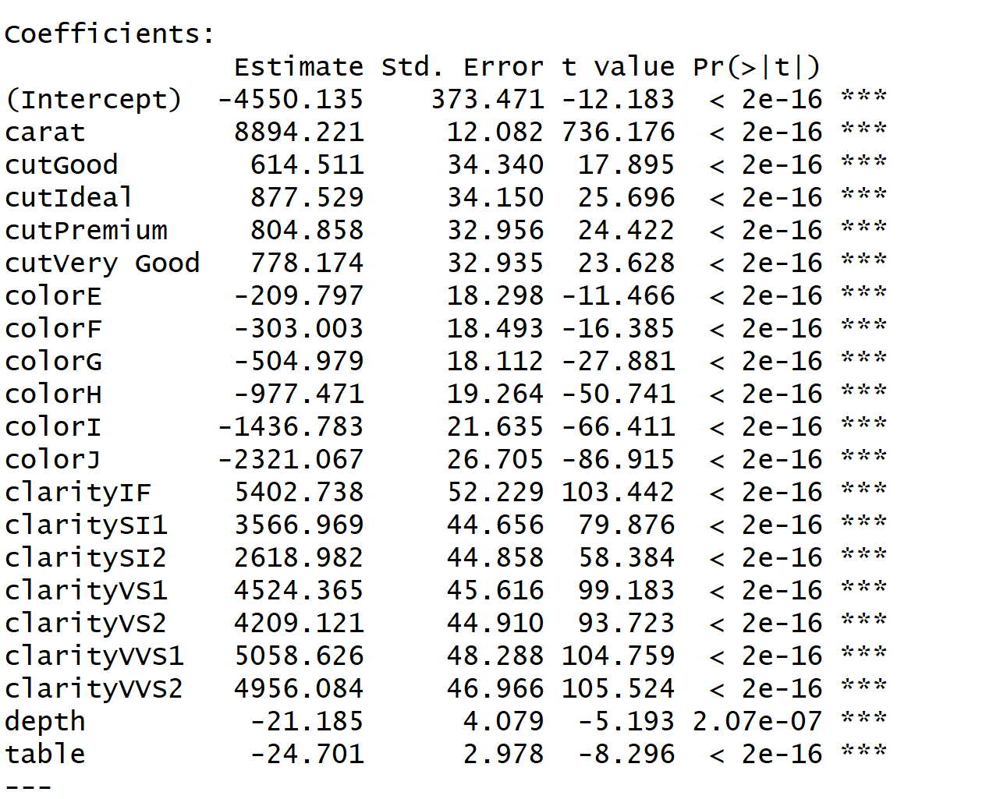 Coefficients:
Estimate Std. Error t value Pr(>|t|)
(Intercept) -4550.135 373.471 -12.183 < 2e-16 ***
carat 8894.221 12.082 736.176 < 2e-16 ***
cutGood 614.511 34.340 17.895 < 2e-16 ***
cutIdeal 877.529 34.150 25.696 < 2e-16 ***
cutPremium 804.858 32.956 24.422 < 2e-16 ***
cutVery Good 778.174 32.935 23.628 < 2e-16 ***
colorE -209.797 18.298 -11.466 < 2e-16 ***
colorF -303.003 18.493 -16.385 < 2e-16 ***
colorG -504.979 18.112 -27.881 < 2e-16 ***
colorH -977.471 19.264 -50.741 < 2e-16 ***
colorI -1436.783 21.635 -66.411 < 2e-16 ***
colorJ -2321.067 26.705 -86.915 < 2e-16 ***
clarityIF 5402.738 52.229 103.442 < 2e-16 ***
claritySI1 3566.969 44.656 79.876 < 2e-16 ***
claritySI2 2618.982 44.858 58.384 < 2e-16 ***
clarityVS1 4524.365 45.616 99.183 < 2e-16 ***
clarityVS2 4209.121 44.910 93.723 < 2e-16 ***
clarityVVS1 5058.626 48.288 104.759 < 2e-16 ***
clarityVVS2 4956.084 46.966 105.524 < 2e-16 ***
depth -21.185 4.079 -5.193 2.07e-07 ***
table -24.701 2.978 -8.296 < 2e-16 ***
---